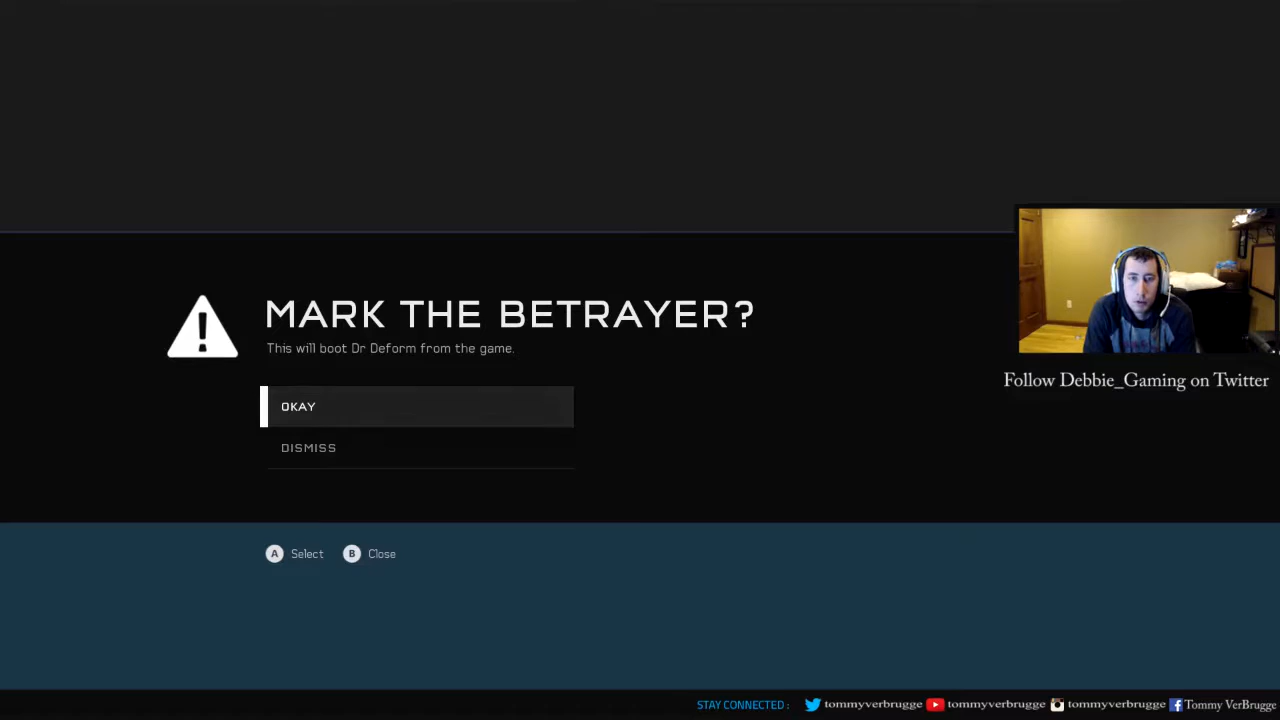 MARK THE BETRAYER?
This will boot Dr Deform from the game.
OKAY
DISMISS
A Select B Close
Follow Debbie_Gaming on Twitter
STAY CONNECTED : tommyverbrugge tommyverbrugge tommyverbrugge Tommy VerBrugge